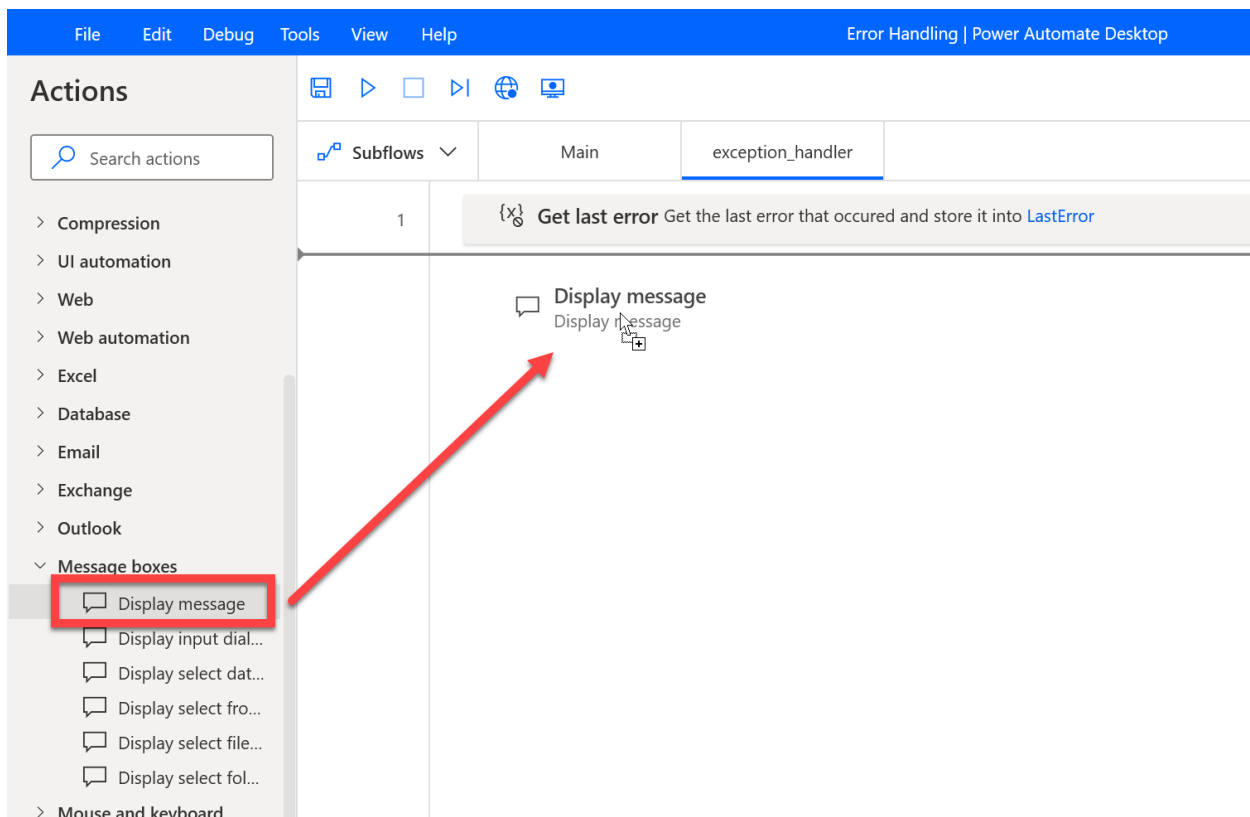 File Edit Debug Tools View Help Error Handling | Power Automate Desktop
Actions
Search actions
Subflows Main exception_handler
Compression
UI automation
Web
Web automation
Excel
Database
Email
Exchange
Outlook
Message boxes
Display message
Display input dial...
Display select dat...
Display select fro...
Display select file...
Display select fol...
Mouse and keyboard
1 {x} Get last error Get the last error that occured and store it into LastError
Display message
Display message